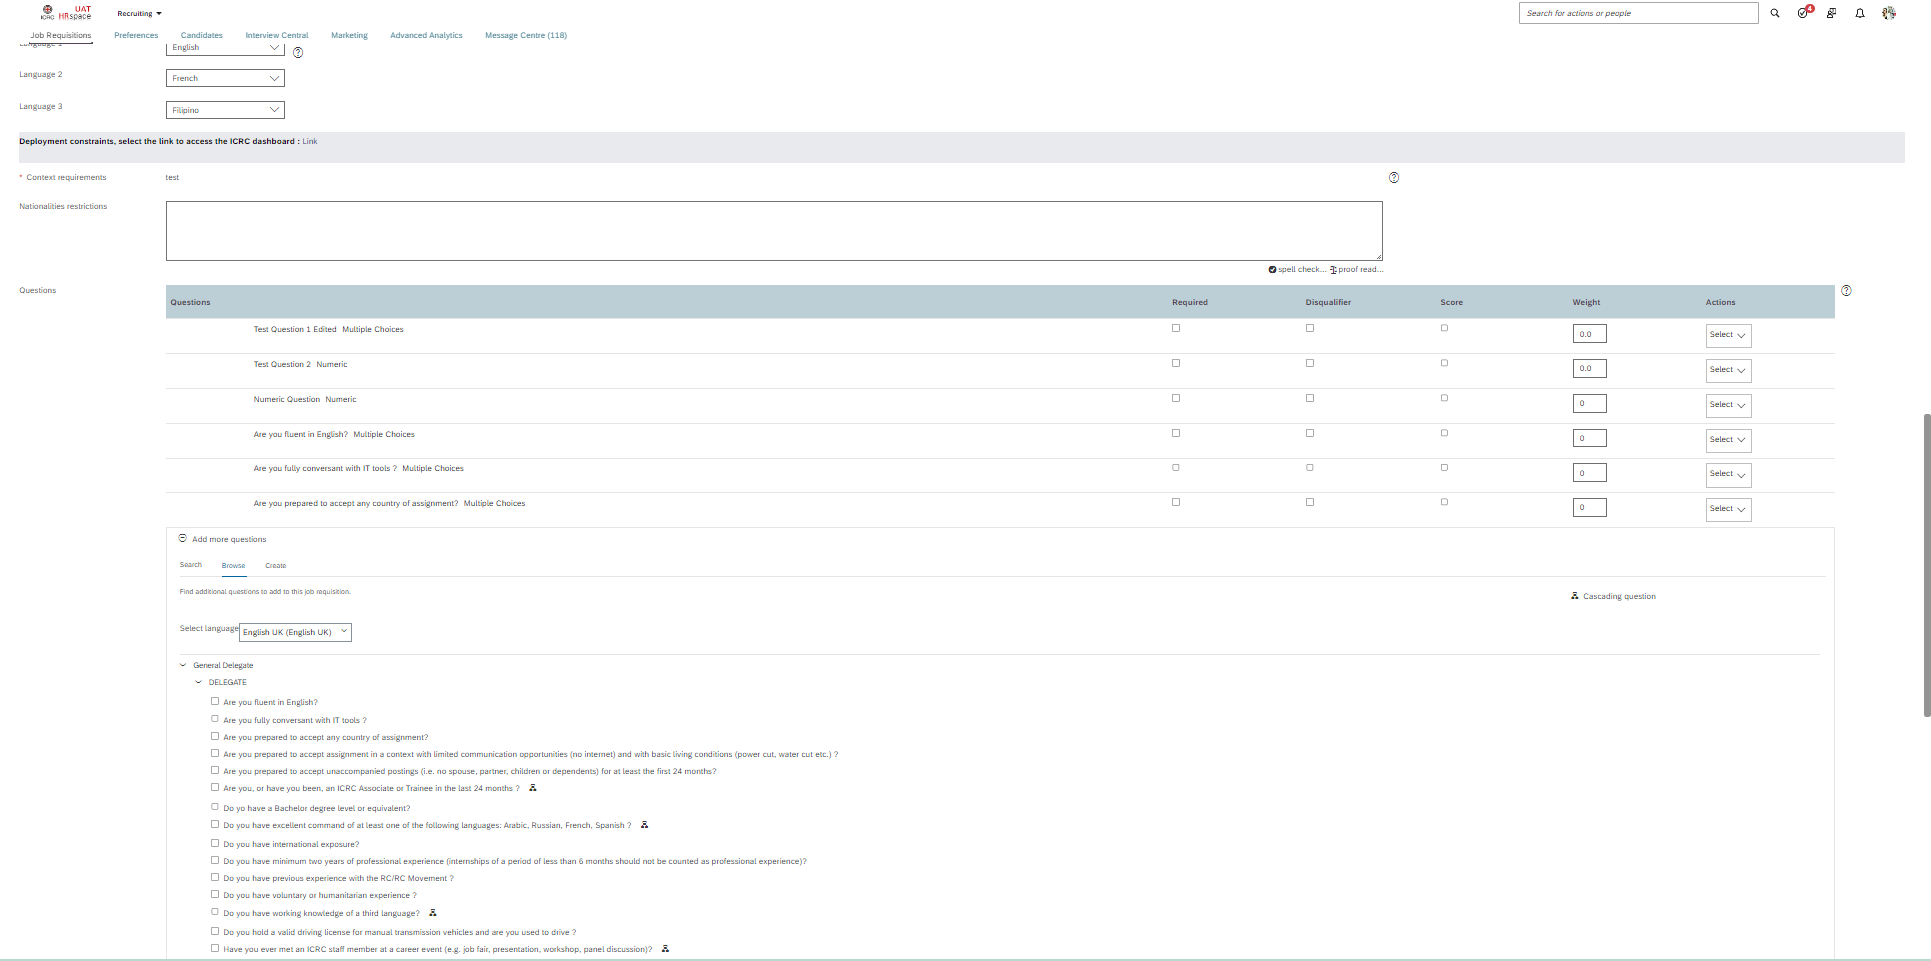 ICRC UAT HRspace Recruiting Search for actions or people 4
Job Requisitions Preferences Candidates Interview Central Marketing Advanced Analytics Message Centre (118)
English
Language 2 French
Language 3 Filipino
Deployment constraints, select the link to access the ICRC dashboard : Link
* Context requirements test
Nationalities restrictions
spell check... proof read...
Questions
Questions Required Disqualifier Score Weight Actions
Test Question 1 Edited Multiple Choices 0.0 Select
Test Question 2 Numeric 0.0 Select
Numeric Question Numeric 0 Select
Are you fluent in English? Multiple Choices 0 Select
Are you fully conversant with IT tools ? Multiple Choices 0 Select
Are you prepared to accept any country of assignment? Multiple Choices 0 Select
Add more questions
Search Browse Create
Find additional questions to add to this job requisition.
Cascading question
Select language English UK (English UK)
General Delegate
DELEGATE
Are you fluent in English?
Are you fully conversant with IT tools ?
Are you prepared to accept any country of assignment?
Are you prepared to accept assignment in a context with limited communication opportunities (no internet) and with basic living conditions (power cut, water cut etc.) ?
Are you prepared to accept unaccompanied postings (i.e. no spouse, partner, children or dependents) for at least the first 24 months?
Are you, or have you been, an ICRC Associate or Trainee in the last 24 months ?
Do yo have a Bachelor degree level or equivalent?
Do you have excellent command of at least one of the following languages: Arabic, Russian, French, Spanish ?
Do you have international exposure?
Do you have minimum two years of professional experience (internships of a period of less than 6 months should not be counted as professional experience)?
Do you have previous experience with the RC/RC Movement ?
Do you have voluntary or humanitarian experience ?
Do you have working knowledge of a third language?
Do you hold a valid driving license for manual transmission vehicles and are you used to drive ?
Have you ever met an ICRC staff member at a career event (e.g. job fair, presentation, workshop, panel discussion)?